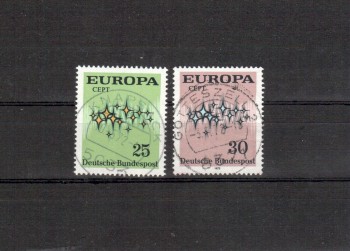 EUROPA
CEPT
25
Deutsche Bundespost
EUROPA
CEPT
30
Deutsche Bundespost